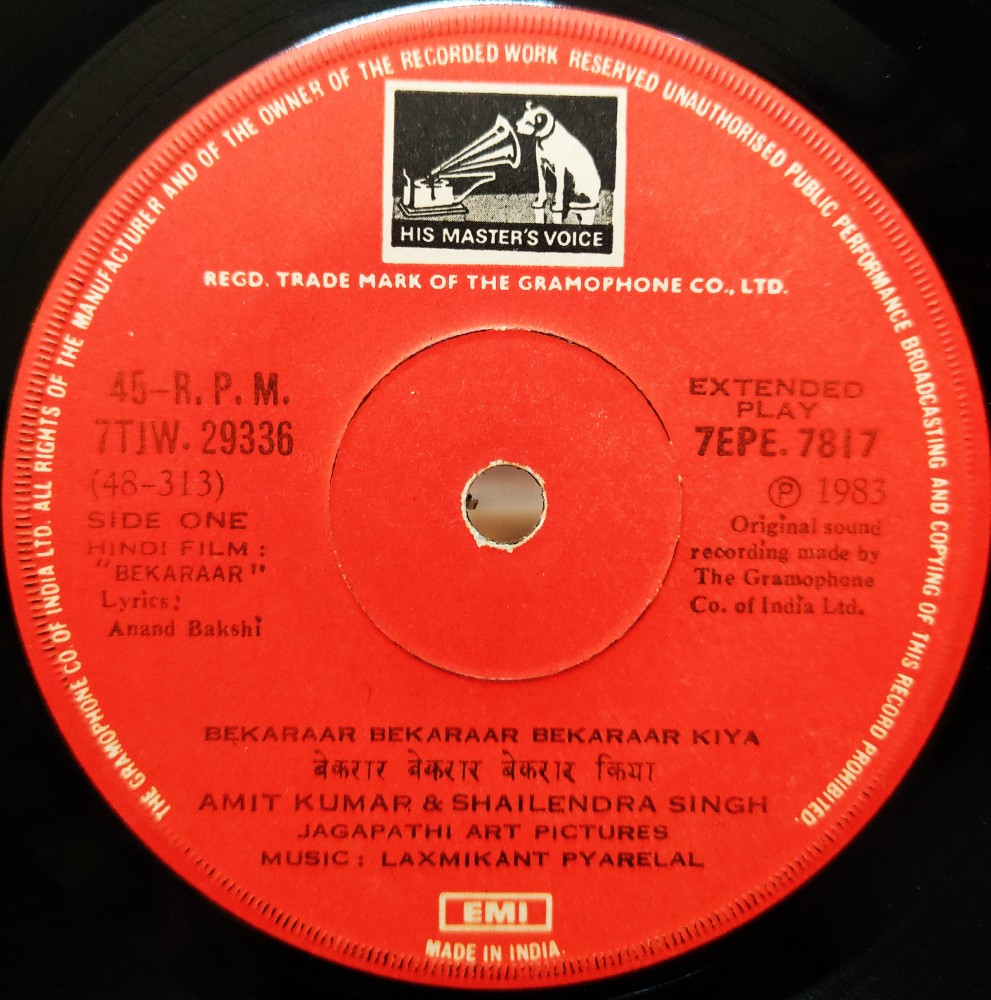 THE GRAMOPHONE CO. OF INDIA LTD. ALL RIGHTS OF THE MANUFACTURER AND OF THE OWNER OF THE RECORDED WORK RESERVED UNAUTHORISED PUBLIC PERFORMANCE BROADCASTING AND COPYING OF THIS RECORD PROHIBITED.
HIS MASTER'S VOICE
REGD. TRADE MARK OF THE GRAMOPHONE CO., LTD.
45-R.P.M.
7TJW. 29336
(48-313)
SIDE ONE
HINDI FILM :
"BEKARAAR"
Lyrics:
Anand Bakshi
EXTENDED
PLAY
7EPE. 7817
℗ 1983
Original sound
recording made by
The Gramophone
Co. of India Ltd.
BEKARAAR BEKARAAR BEKARAAR KIYA
बेकरार बेकरार बेकरार किया
AMIT KUMAR & SHAILENDRA SINGH
JAGAPATHI ART PICTURES
MUSIC : LAXMIKANT PYARELAL
EMI
MADE IN INDIA.